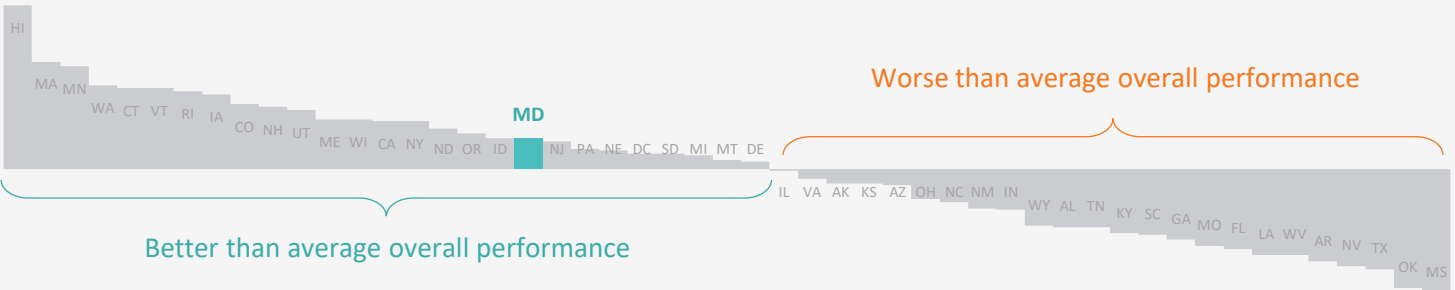 HI
MA MN
WA CT VT RI IA
CO NH UT
ME WI CA NY
ND OR ID
MD
NJ PA NE DC SD MI MT DE
Worse than average overall performance
IL VA AK KS AZ OH NC NM IN
WY AL TN
KY SC GA
MO FL
LA WV
AR NV TX
OK MS
Better than average overall performance